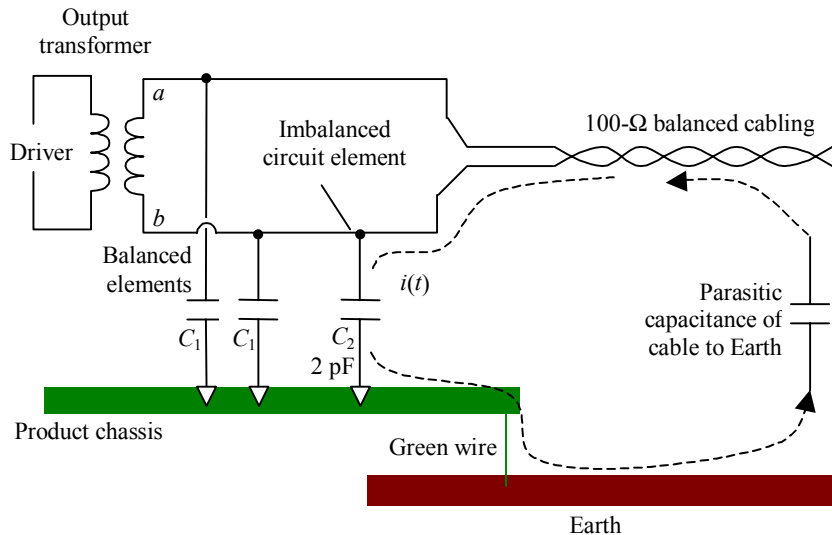 Output
transformer
a
Driver
b
Imbalanced
circuit element
100-Ω balanced cabling
Balanced
elements
i(t)
C1
C1
C2
2 pF
Parasitic
capacitance of
cable to Earth
Product chassis
Green wire
Earth